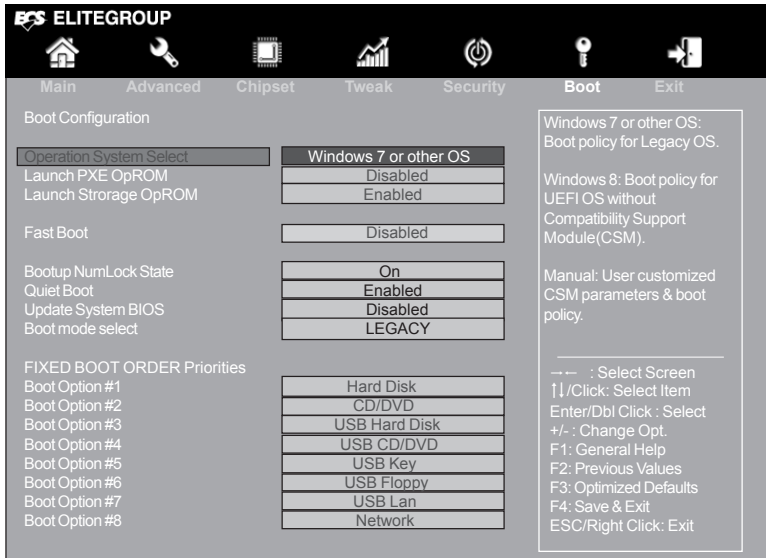 ECS ELITEGROUP
Main Advanced Chipset Tweak Security Boot Exit
Boot Configuration
Operation System Select Windows 7 or other OS
Launch PXE OpROM Disabled
Launch Strorage OpROM Enabled
Fast Boot Disabled
Bootup NumLock State On
Quiet Boot Enabled
Update System BIOS Disabled
Boot mode select LEGACY
FIXED BOOT ORDER Priorities
Boot Option #1 Hard Disk
Boot Option #2 CD/DVD
Boot Option #3 USB Hard Disk
Boot Option #4 USB CD/DVD
Boot Option #5 USB Key
Boot Option #6 USB Floppy
Boot Option #7 USB Lan
Boot Option #8 Network
Windows 7 or other OS:
Boot policy for Legacy OS.
Windows 8: Boot policy for
UEFI OS without
Compatibility Support
Module(CSM).
Manual: User customized
CSM parameters & boot
policy.
→← : Select Screen
↑↓/Click: Select Item
Enter/Dbl Click : Select
+/- : Change Opt.
F1: General Help
F2: Previous Values
F3: Optimized Defaults
F4: Save & Exit
ESC/Right Click: Exit